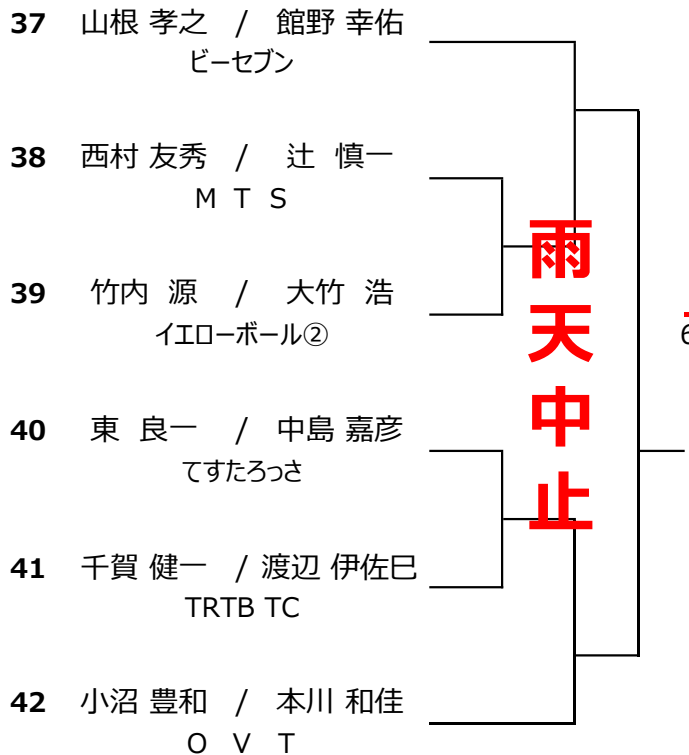 37 山根 孝之 / 館野 幸佑
ビーセブン
38 西村 友秀 / 辻 慎一
M T S
39 竹内 源 / 大竹 浩
イエローボール②
40 東 良一 / 中島 嘉彦
てすたろっさ
41 千賀 健一 / 渡辺 伊佐巳
TRTB TC
42 小沼 豊和 / 本川 和佳
O V T
雨天中止
6